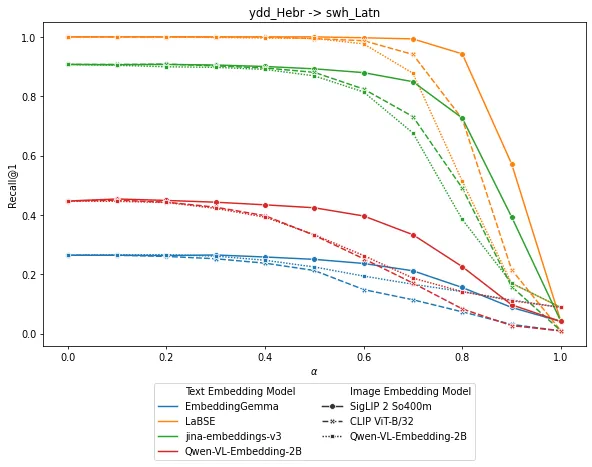 ydd_Hebr -> swh_Latn
1.0
0.8
0.6
0.4
0.2
0.0
Recall@1
0.0 0.2 0.4 0.6 0.8 1.0
α
Text Embedding Model
EmbeddingGemma
LaBSE
jina-embeddings-v3
Qwen-VL-Embedding-2B
Image Embedding Model
SigLIP 2 So400m
CLIP ViT-B/32
Qwen-VL-Embedding-2B